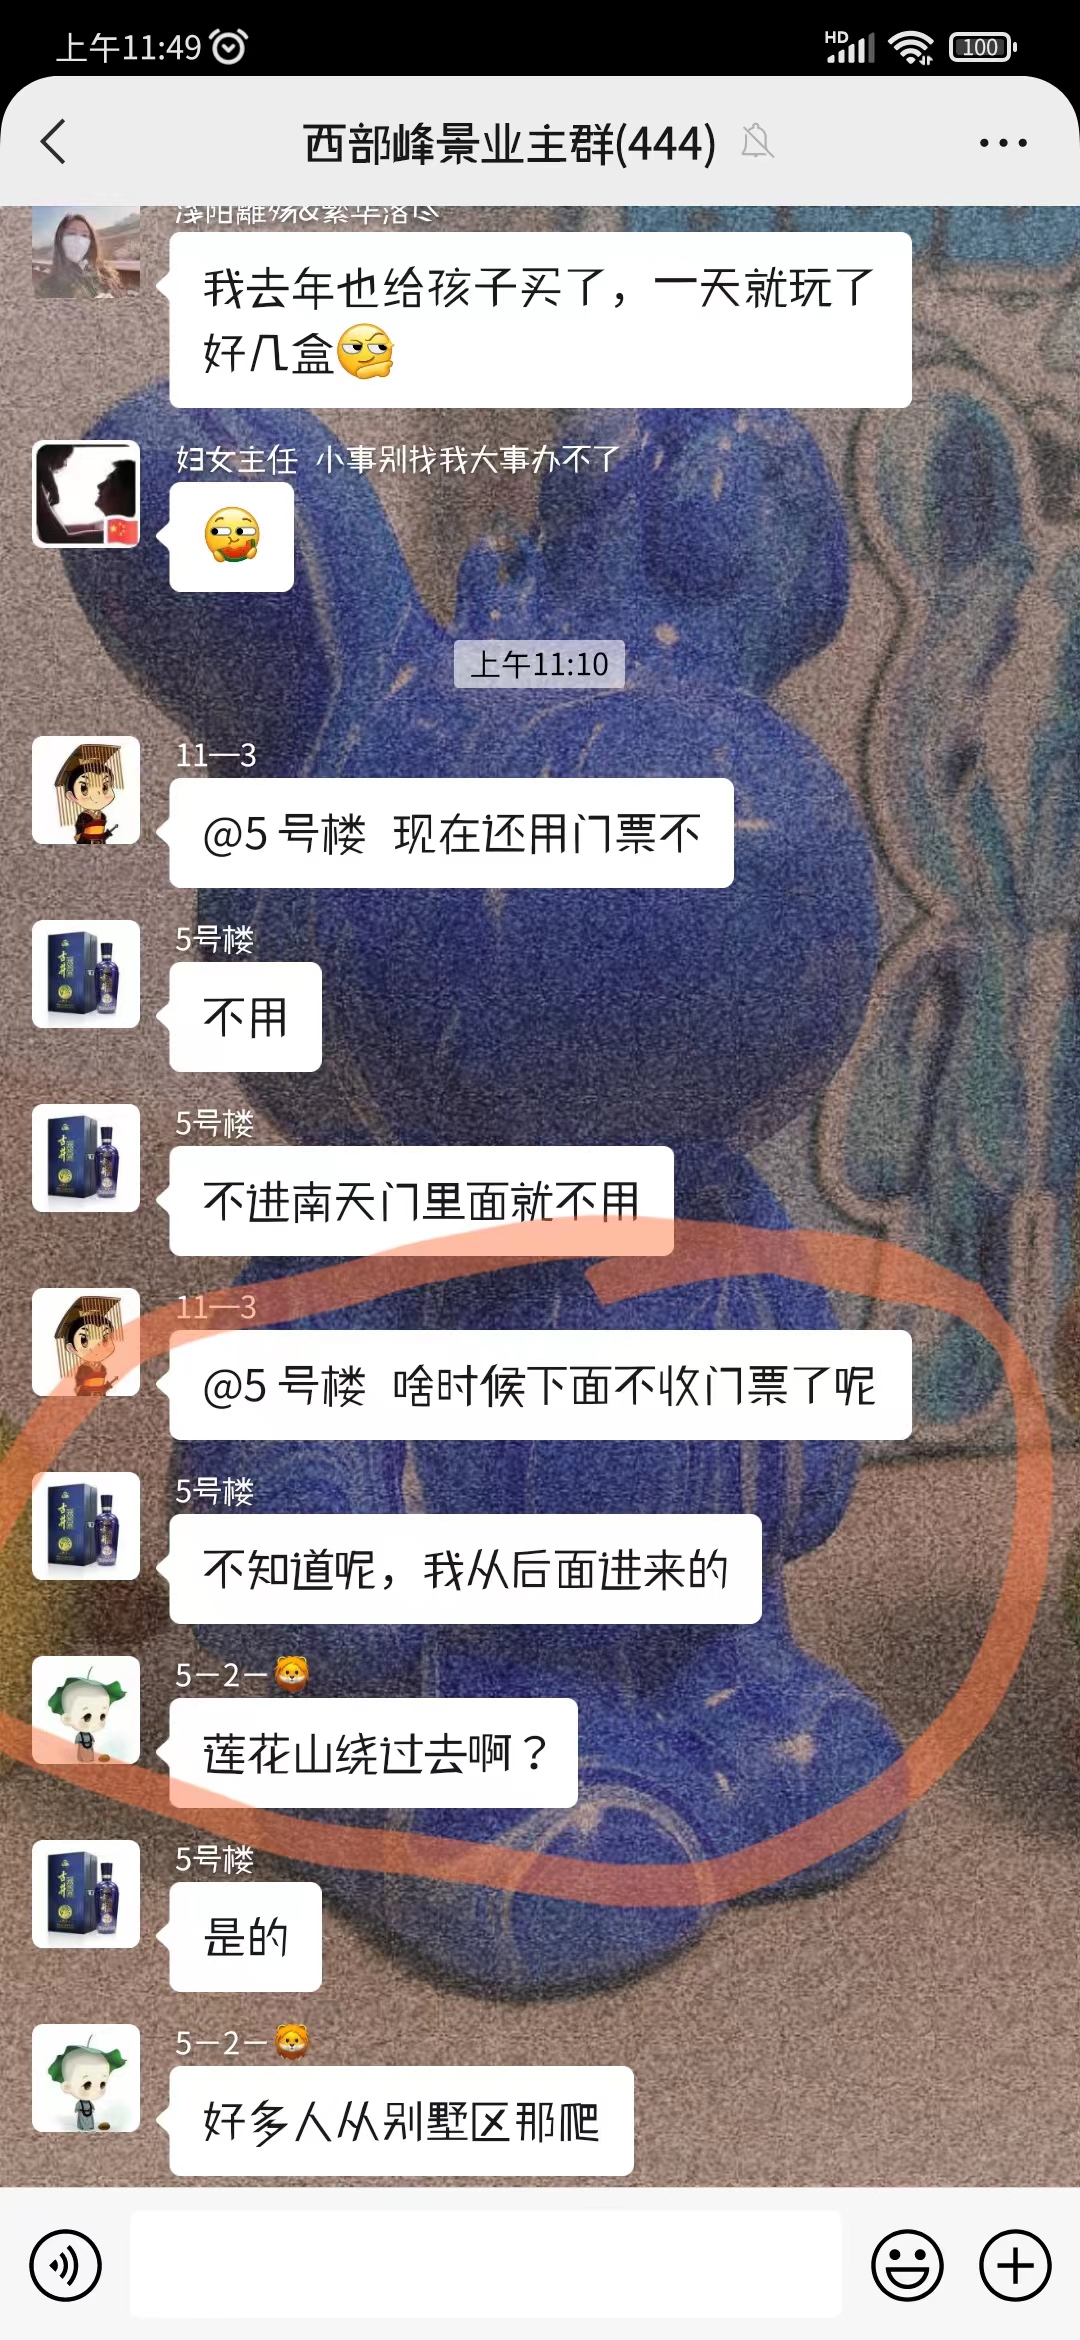 上午11:49
HD
100
西部峰景业主群(444)
我去年也给孩子买了，一天就玩了
好几盒
妇女主任 小事别找我大事办不了
上午11:10
11—3
@5 号楼 现在还用门票不
5号楼
不用
5号楼
不进南天门里面就不用
11—3
@5 号楼 啥时候下面不收门票了呢
5号楼
不知道呢，我从后面进来的
5—2—🦁
莲花山绕过去啊？
5号楼
是的
5—2—🦁
好多人从别墅区那爬